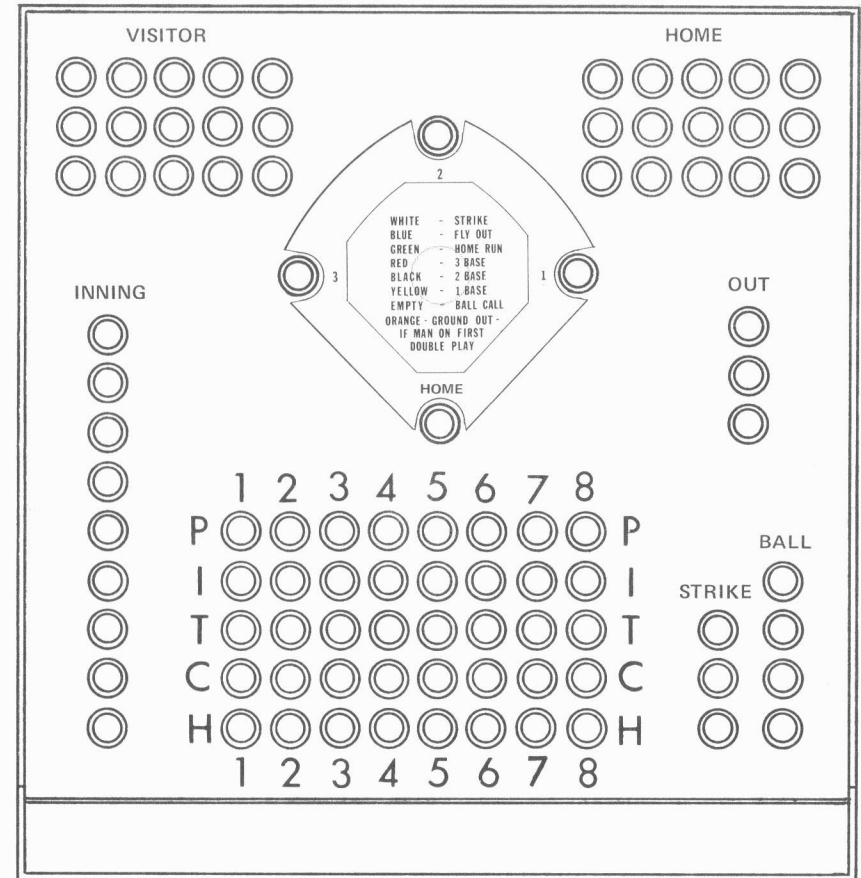 VISITOR
HOME
2
WHITE - STRIKE
BLUE - FLY OUT
GREEN - HOME RUN
RED - 3 BASE
BLACK - 2 BASE
YELLOW - 1 BASE
EMPTY - BALL CALL
ORANGE - GROUND OUT -
IF MAN ON FIRST
DOUBLE PLAY
3
1
HOME
INNING
OUT
1 2 3 4 5 6 7 8
P P
I I
T T
C C
H H
1 2 3 4 5 6 7 8
STRIKE
BALL